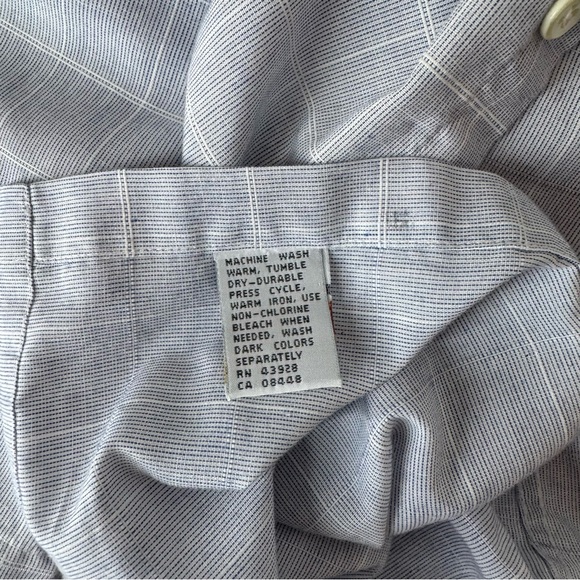 MACHINE WASH
WARM, TUMBLE
DRY-DURABLE
PRESS CYCLE,
WARM IRON, USE
NON-CHLORINE
BLEACH WHEN
NEEDED, WASH
DARK COLORS
SEPARATELY
RN 43928
CA 08448